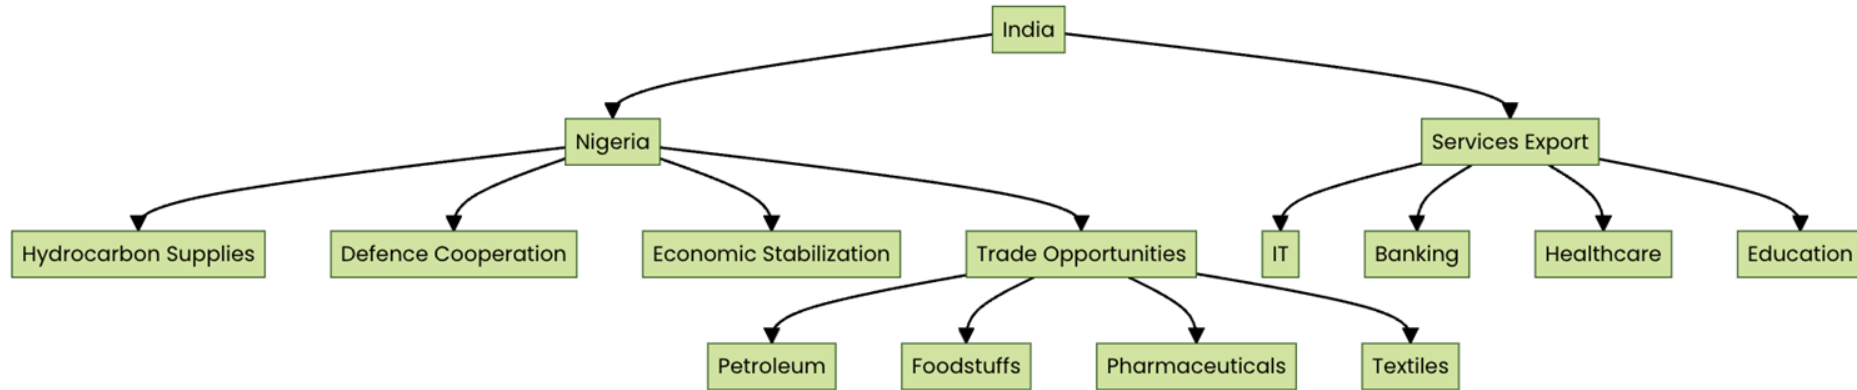 India
Nigeria
Services Export
Hydrocarbon Supplies
Defence Cooperation
Economic Stabilization
Trade Opportunities
IT
Banking
Healthcare
Education
Petroleum
Foodstuffs
Pharmaceuticals
Textiles